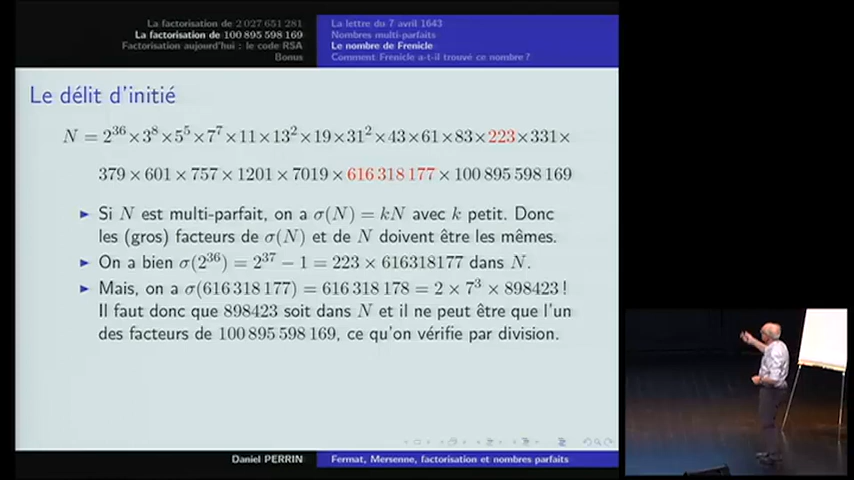 La factorisation de 2 027 651 281
La factorisation de 100 895 598 169
Factorisation aujourd'hui : le code RSA
Bonus
La lettre du 7 avril 1643
Nombres multi-parfaits
Le nombre de Frenicle
Comment Frenicle a-t-il trouvé ce nombre ?
Le délit d'initié
N = 2^36 × 3^8 × 5^5 × 7^7 × 11 × 13^2 × 19 × 31^2 × 43 × 61 × 83 × 223 × 331 ×
379 × 601 × 757 × 1201 × 7019 × 616 318 177 × 100 895 598 169
▶ Si N est multi-parfait, on a σ(N) = kN avec k petit. Donc
les (gros) facteurs de σ(N) et de N doivent être les mêmes.
▶ On a bien σ(2^36) = 2^37 − 1 = 223 × 616318177 dans N.
▶ Mais, on a σ(616 318 177) = 616 318 178 = 2 × 7^3 × 898423 !
Il faut donc que 898423 soit dans N et il ne peut être que l'un
des facteurs de 100 895 598 169, ce qu'on vérifie par division.
Daniel PERRIN
Fermat, Mersenne, factorisation et nombres parfaits